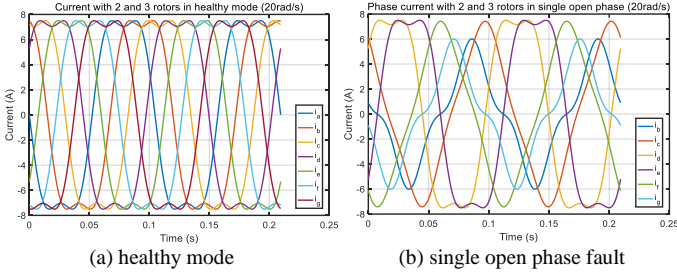 Current with 2 and 3 rotors in healthy mode (20rad/s)
8
6
4
2
0
-2
-4
-6
-8
Current (A)
0
0.05
0.1
0.15
0.2
0.25
Time (s)
i_a
i_b
i_c
i_d
i_e
i_f
i_g
(a) healthy mode
Phase current with 2 and 3 rotors in single open phase (20rad/s)
8
6
4
2
0
-2
-4
-6
-8
Current (A)
0
0.05
0.1
0.15
0.2
0.25
Time (s)
i_b
i_c
i_d
i_e
i_f
i_g
(b) single open phase fault